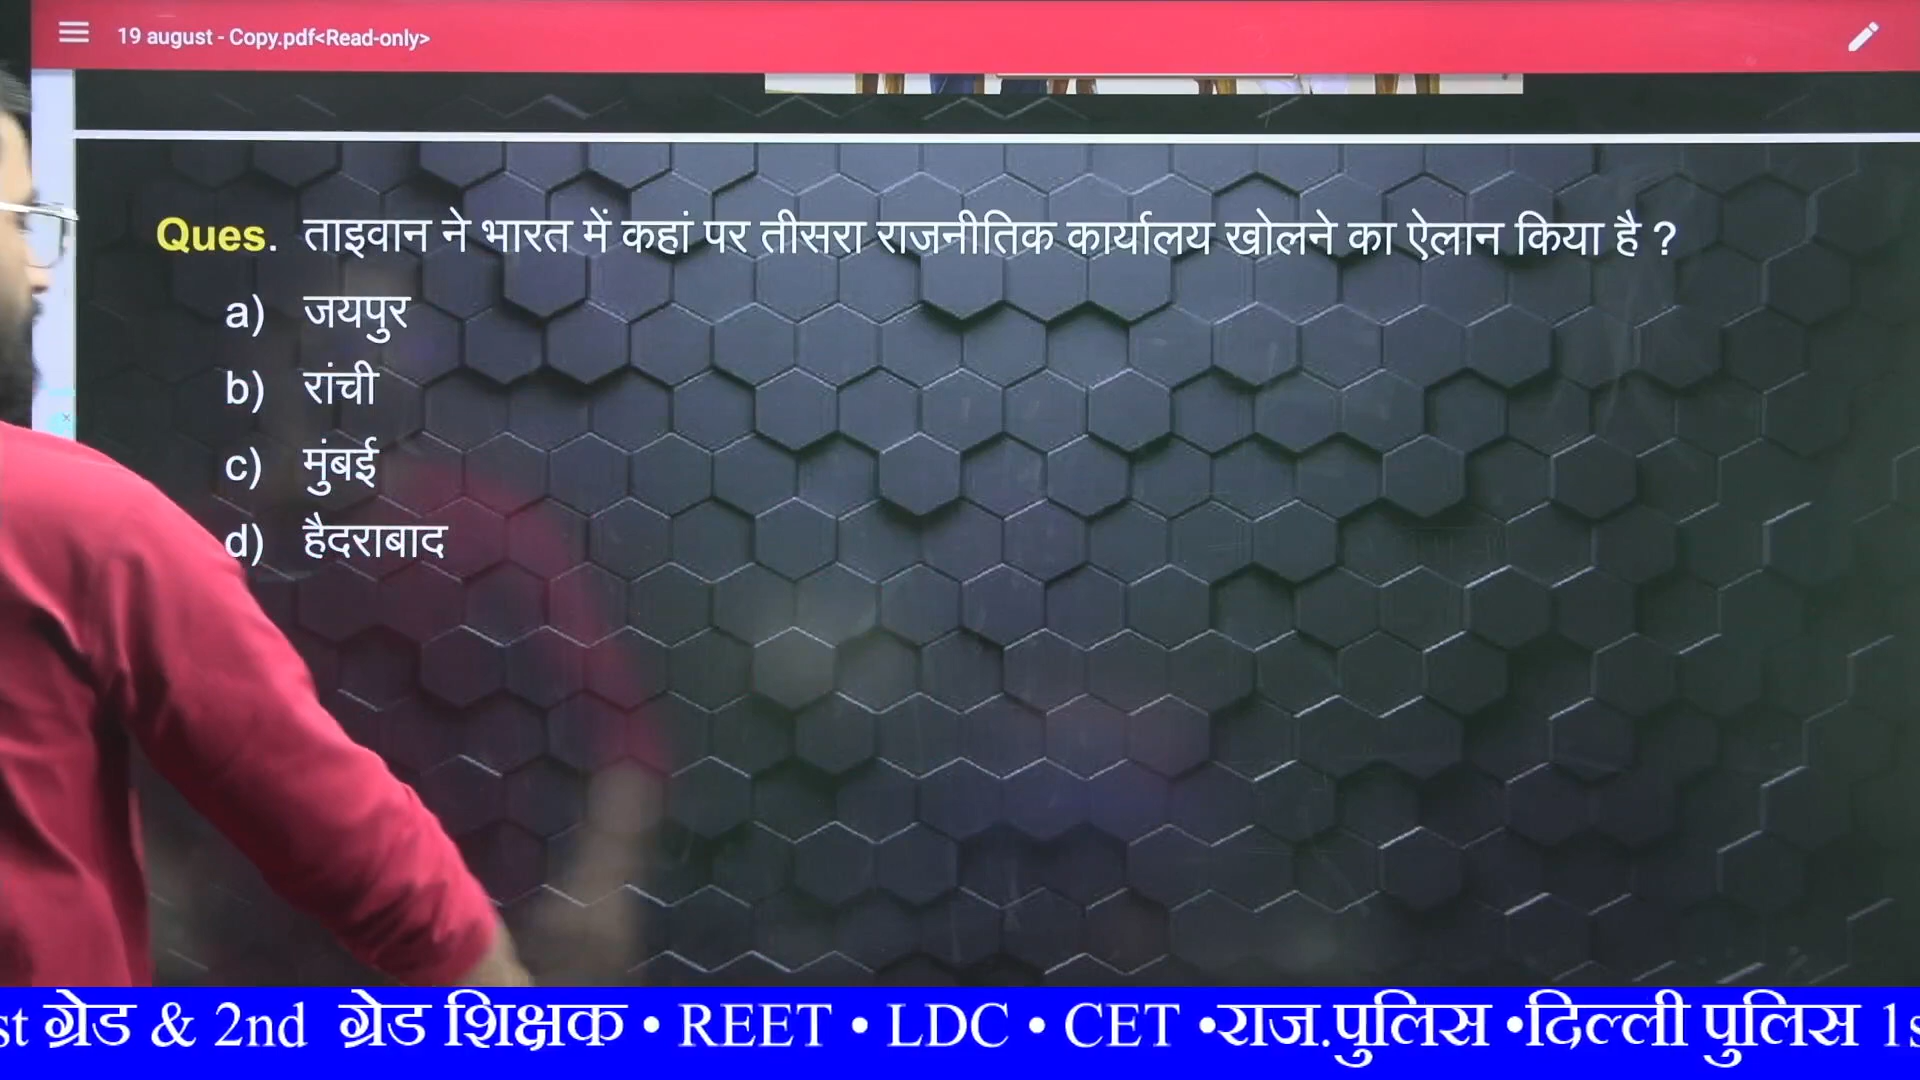 19 august - Copy.pdf<Read-only>
Ques. ताइवान ने भारत में कहां पर तीसरा राजनीतिक कार्यालय खोलने का ऐलान किया है ?
a) जयपुर
b) रांची
c) मुंबई
d) हैदराबाद
st ग्रेड & 2nd ग्रेड शिक्षक • REET • LDC • CET •राज.पुलिस •दिल्ली पुलिस 1s